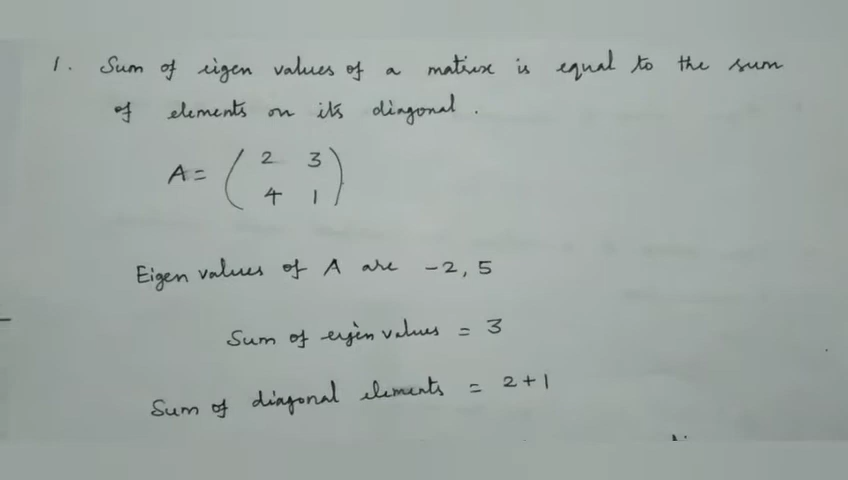 1. Sum of eigen values of a matrix is equal to the sum
of elements on its diagonal.
A = ( 2 3
4 1 )
Eigen values of A are -2, 5
Sum of eigen values = 3
Sum of diagonal elements = 2+1